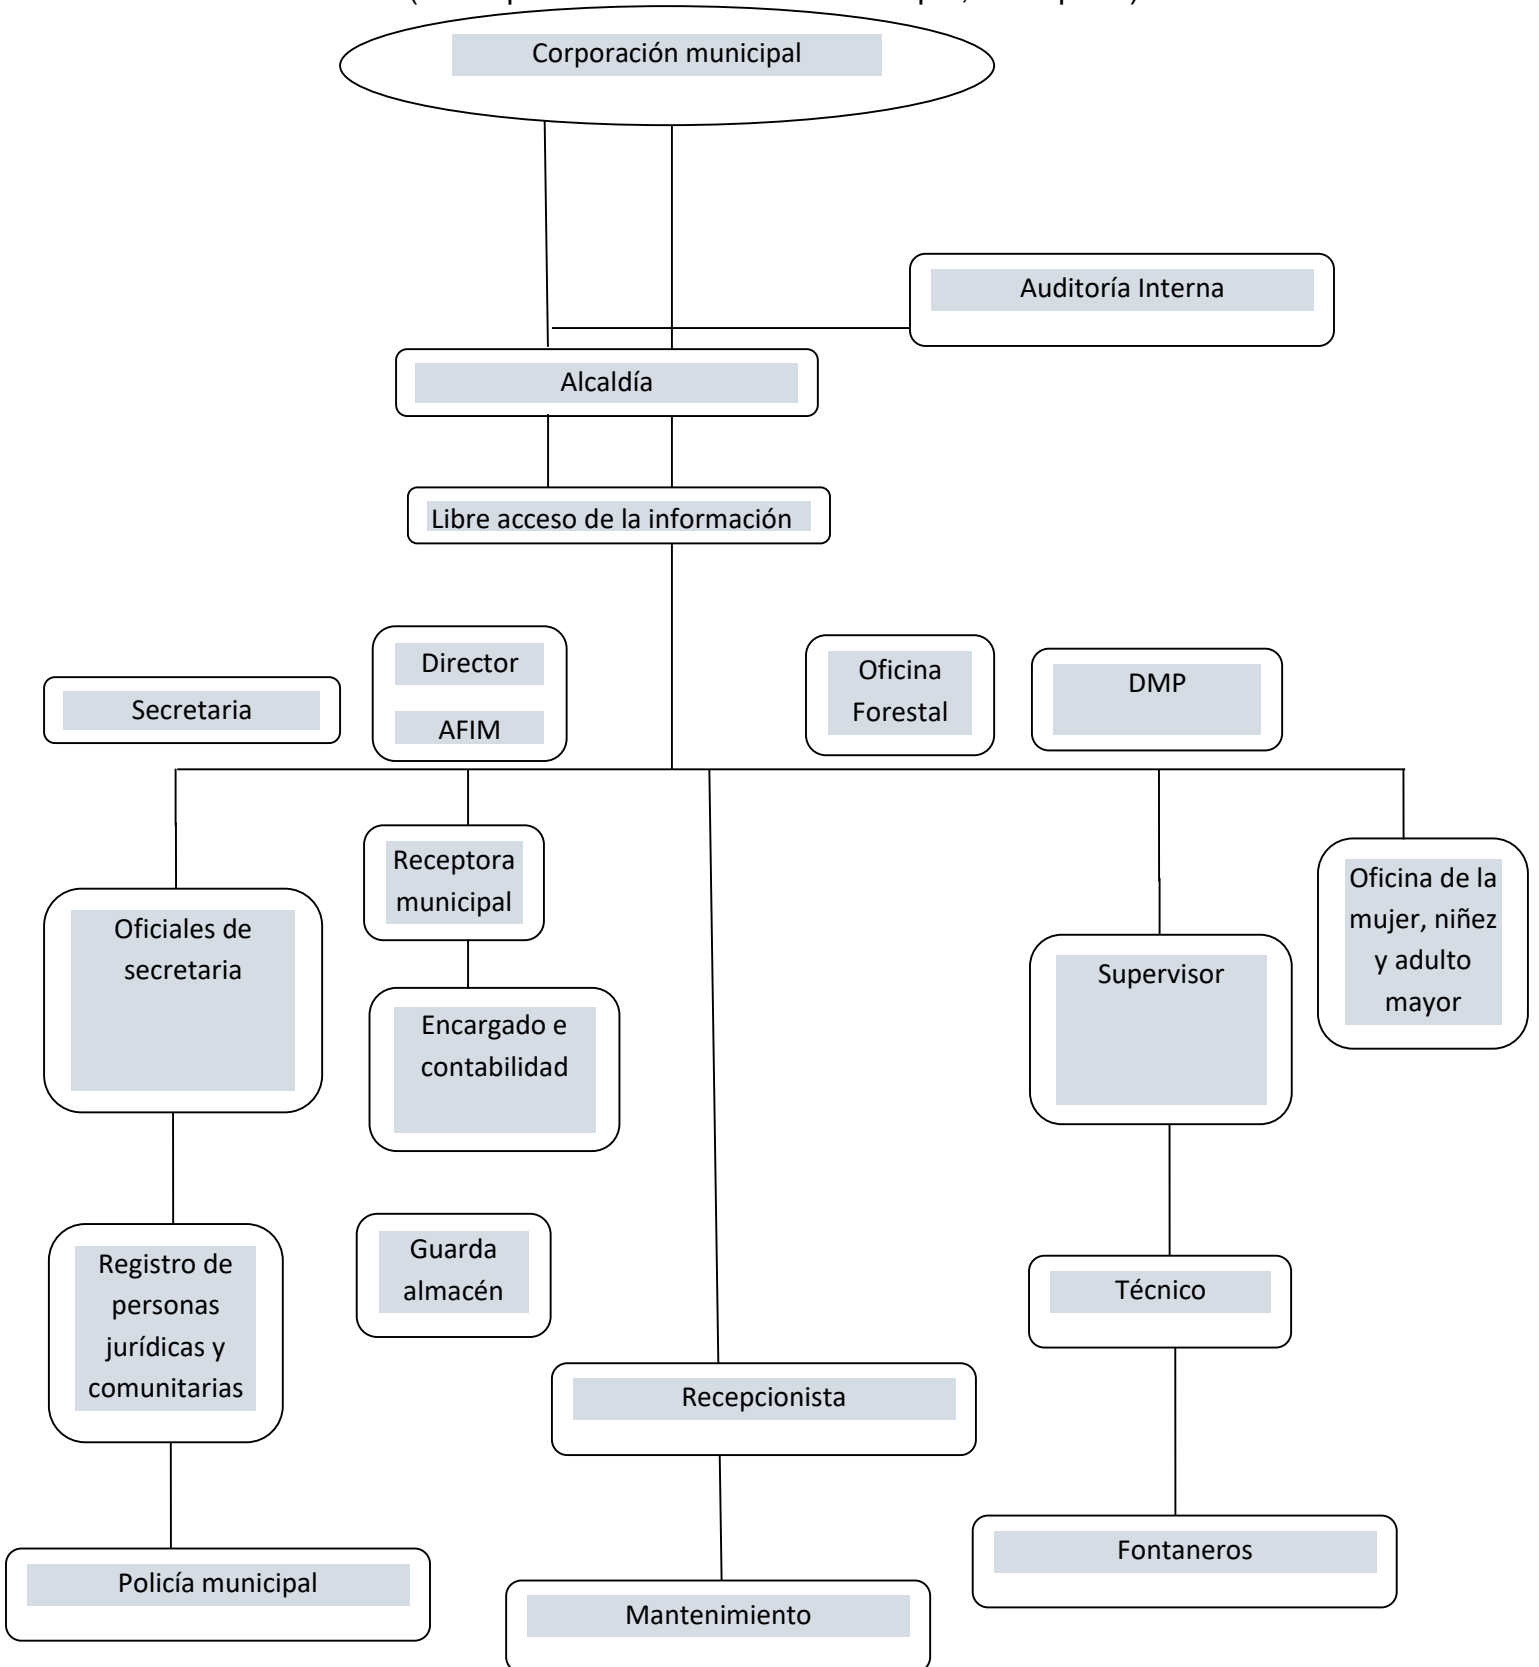 Corporación municipal
Auditoría Interna
Alcaldía
Libre acceso de la información
Secretaria
Director
AFIM
Oficina
Forestal
DMP
Oficiales de
secretaria
Receptora
municipal
Encargado e
contabilidad
Supervisor
Oficina de la
mujer, niñez
y adulto
mayor
Registro de
personas
jurídicas y
comunitarias
Guarda
almacén
Técnico
Recepcionista
Policía municipal
Mantenimiento
Fontaneros